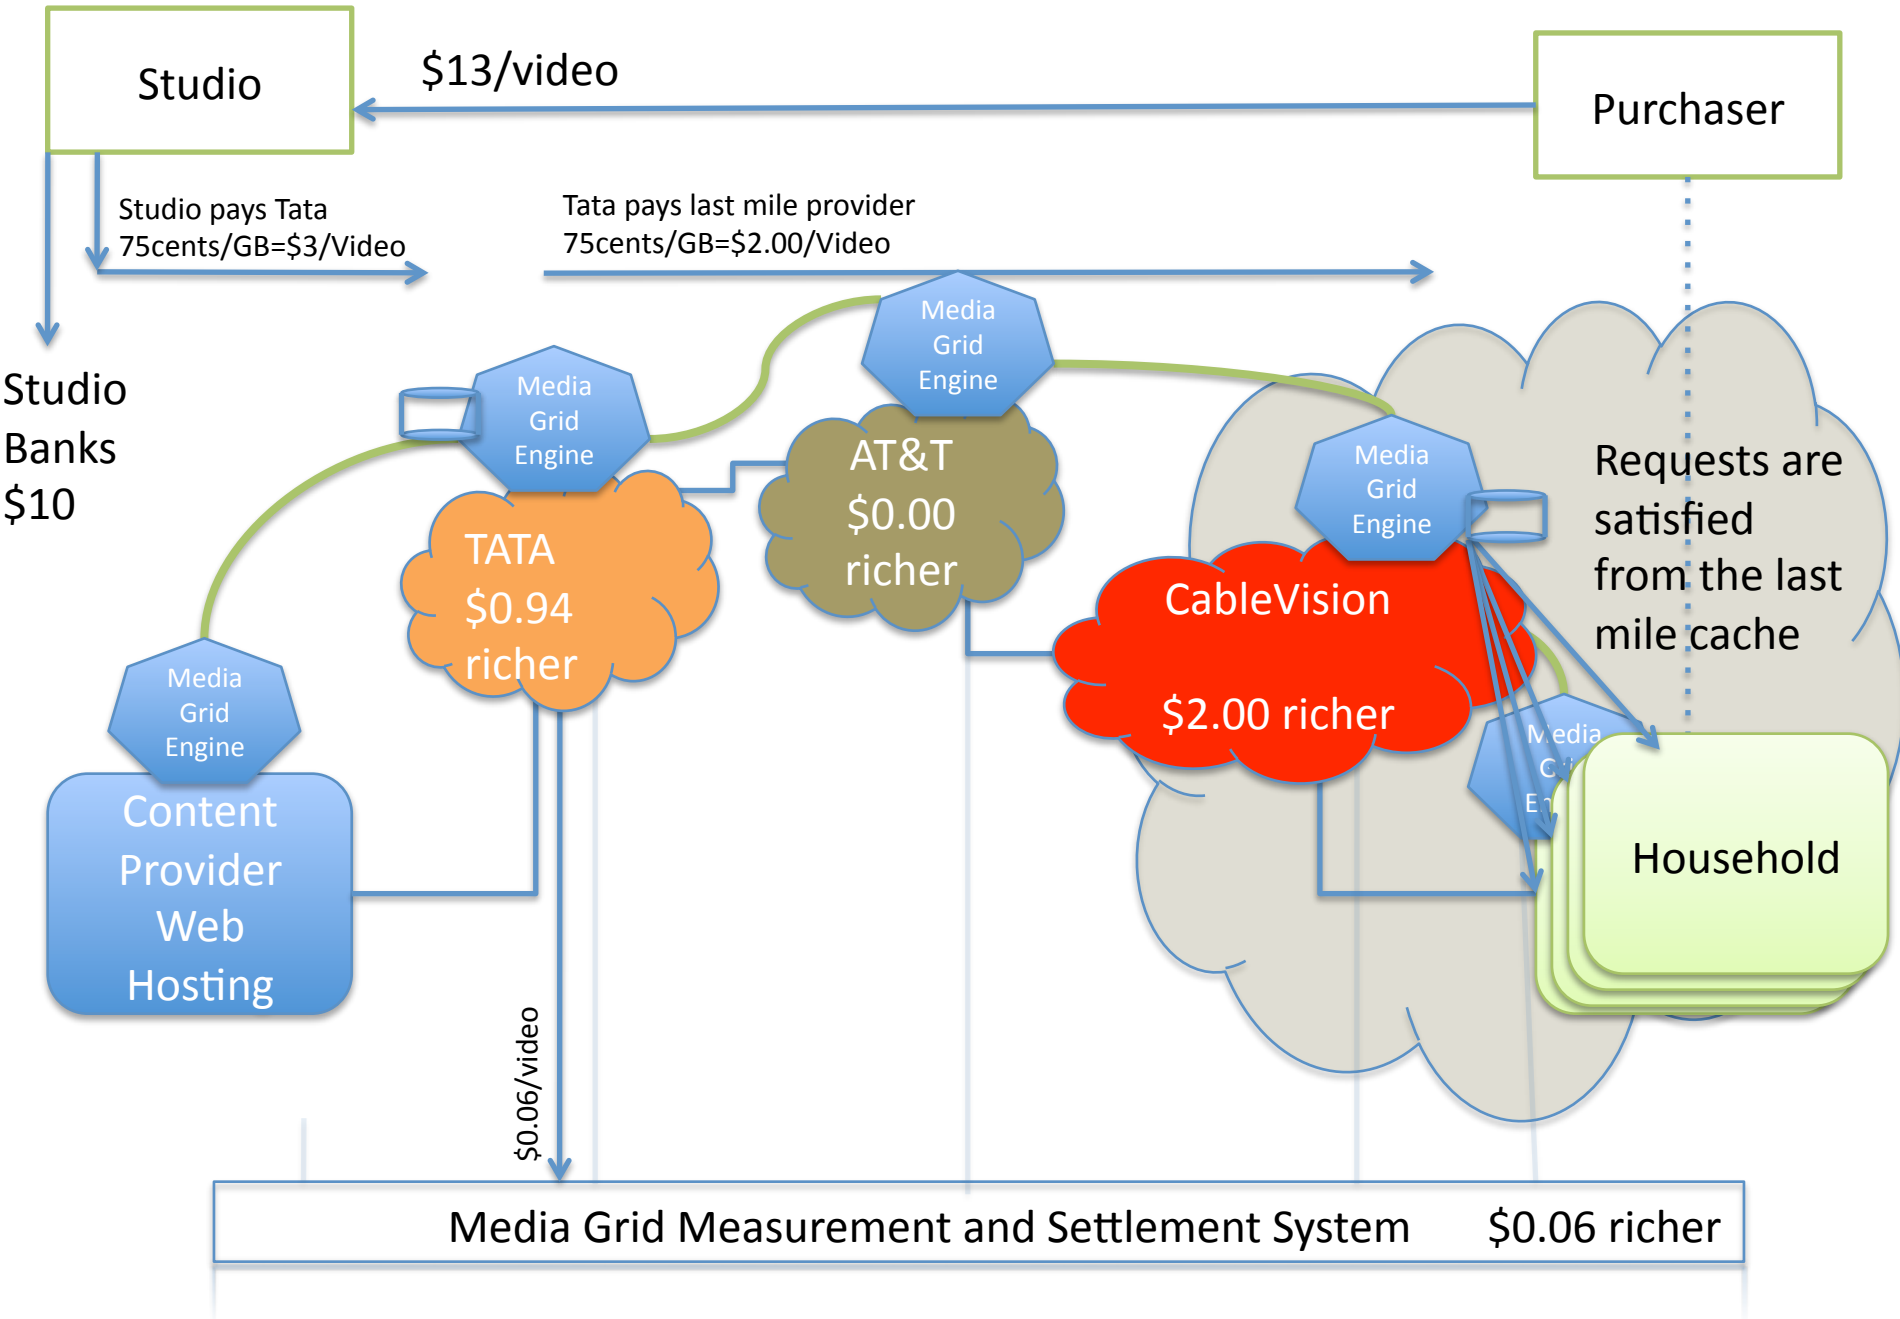 Studio
$13/video
Purchaser
Studio pays Tata
75cents/GB=$3/Video
Tata pays last mile provider
75cents/GB=$2.00/Video
Studio
Banks
$10
Media
Grid
Engine
Media
Grid
Engine
Media
Grid
Engine
Media
Grid
Engine
TATA
$0.94
richer
AT&T
$0.00
richer
CableVision
$2.00 richer
Requests are
satisfied
from the last
mile cache
Media
Household
Content
Provider
Web
Hosting
$0.06/video
Media Grid Measurement and Settlement System $0.06 richer